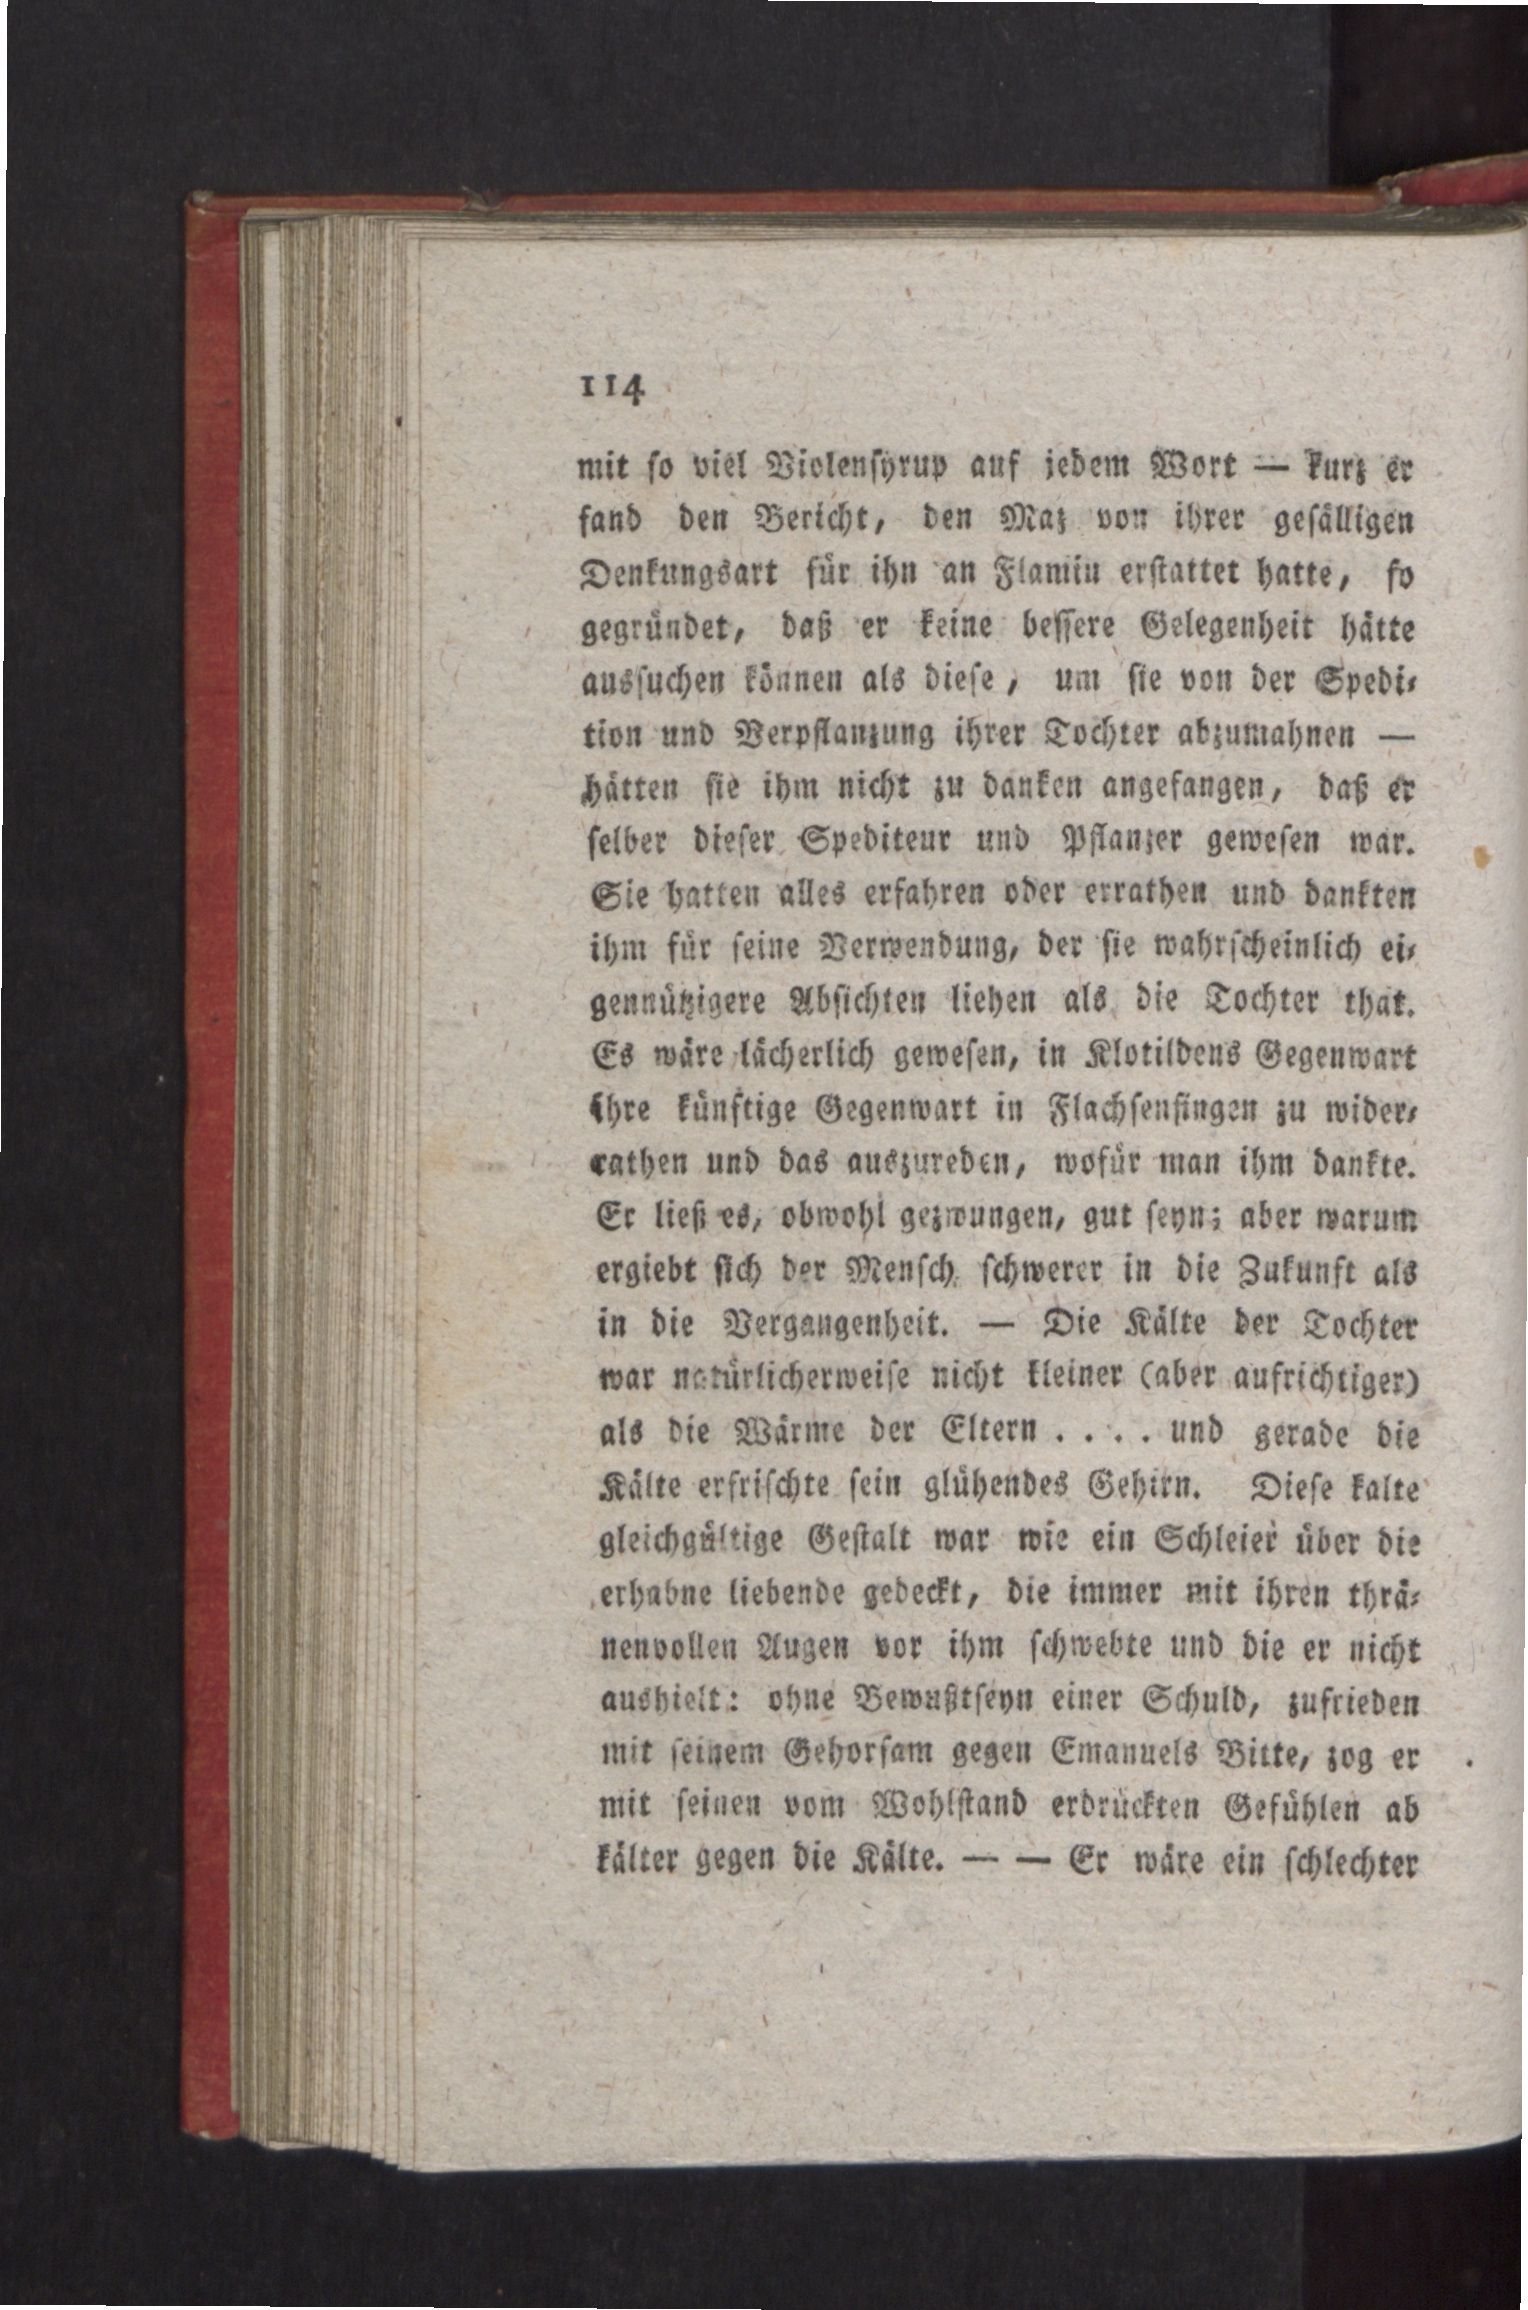 114
mit ſo viel Violenſyrup auf jedem Wort — kurz er
fand den Bericht, den Maz von ihrer gefälligen
Denkungsart für ihn an Flamin erſtattet hatte, ſo
gegründet, daß er keine beſſere Gelegenheit hätte
ausſuchen können als dieſe, um ſie von der Spedi⸗
tion und Verpflanzung ihrer Tochter abzumahnen —
hätten ſie ihm nicht zu danken angefangen, daß er
ſelber dieſer Spediteur und Pflanzer geweſen war.
Sie hatten alles erfahren oder errathen und dankten
ihm für ſeine Verwendung, der ſie wahrſcheinlich ei⸗
gennützigere Abſichten liehen als die Tochter that.
Es wäre lächerlich geweſen, in Klotildens Gegenwart
ihre künftige Gegenwart in Flachſenfingen zu wider⸗
rathen und das auszureden, wofür man ihm dankte.
Er ließ es, obwohl gezwungen, gut ſeyn; aber warum
ergiebt ſich der Menſch ſchwerer in die Zukunft als
in die Vergangenheit. — Die Kälte der Tochter
war natürlicherweiſe nicht kleiner (aber aufrichtiger)
als die Wärme der Eltern . . . . und gerade die
Kälte erfriſchte ſein glühendes Gehirn. Dieſe kalte
gleichgültige Geſtalt war wie ein Schleier über die
erhabne liebende gedeckt, die immer mit ihren thrä⸗
nenvollen Augen vor ihm ſchwebte und die er nicht
aushielt: ohne Bewußtſeyn einer Schuld, zufrieden
mit ſeinem Gehorſam gegen Emanuels Bitte, zog er
mit ſeinen vom Wohlſtand erdrückten Gefühlen ab
kälter gegen die Kälte. — — Er wäre ein ſchlechter